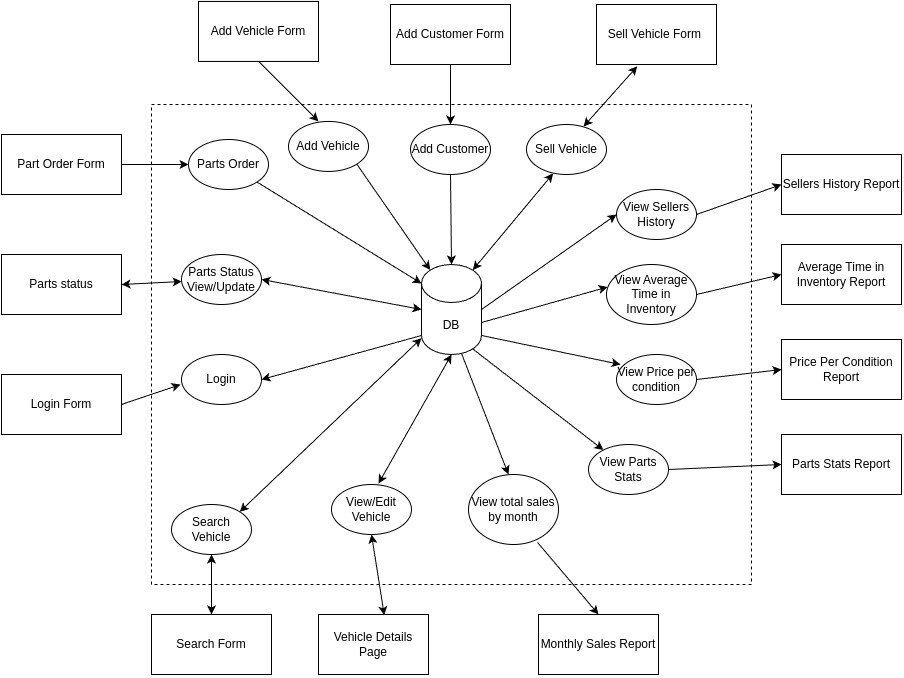 Add Vehicle Form
Add Customer Form
Sell Vehicle Form
Part Order Form
Parts Order
Add Vehicle
Add Customer
Sell Vehicle
Sellers History Report
View Sellers
History
Parts status
Parts Status
View/Update
View Average
Time in
Inventory
Average Time in
Inventory Report
DB
Login Form
Login
View Price per
condition
Price Per Condition
Report
View Parts
Stats
Parts Stats Report
Search
Vehicle
View/Edit
Vehicle
View total sales
by month
Search Form
Vehicle Details
Page
Monthly Sales Report